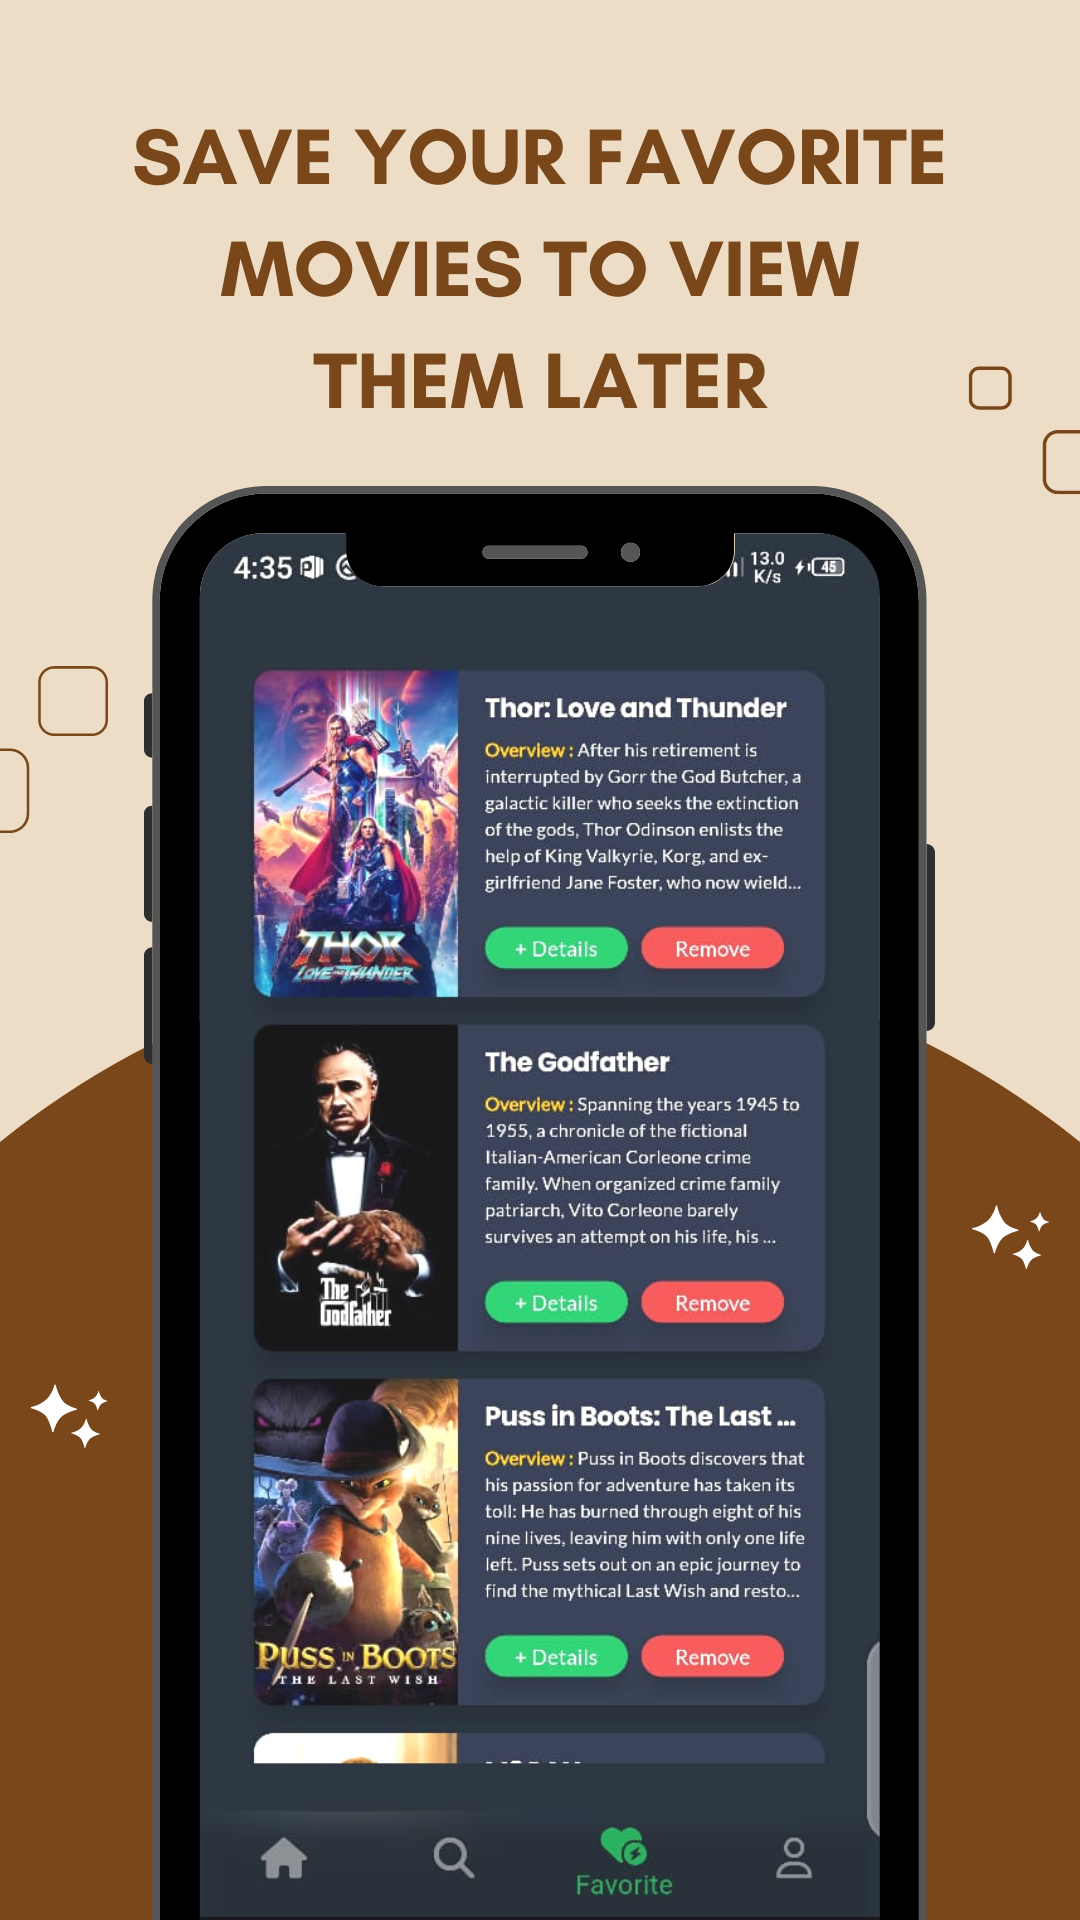 SAVE YOUR FAVORITE
MOVIES TO VIEW
THEM LATER
4:35
13.0
K/s
45
Thor: Love and Thunder
Overview : After his retirement is
interrupted by Gorr the God Butcher, a
galactic killer who seeks the extinction
of the gods, Thor Odinson enlists the
help of King Valkyrie, Korg, and ex-
girlfriend Jane Foster, who now wield...
THOR
LOVE AND THUNDER
+ Details
Remove
The Godfather
Overview : Spanning the years 1945 to
1955, a chronicle of the fictional
Italian-American Corleone crime
family. When organized crime family
patriarch, Vito Corleone barely
survives an attempt on his life, his ...
The
Godfather
+ Details
Remove
Puss in Boots: The Last ...
Overview : Puss in Boots discovers that
his passion for adventure has taken its
toll: He has burned through eight of his
nine lives, leaving him with only one life
left. Puss sets out on an epic journey to
find the mythical Last Wish and resto...
PUSS IN BOOTS
THE LAST WISH
+ Details
Remove
Favorite